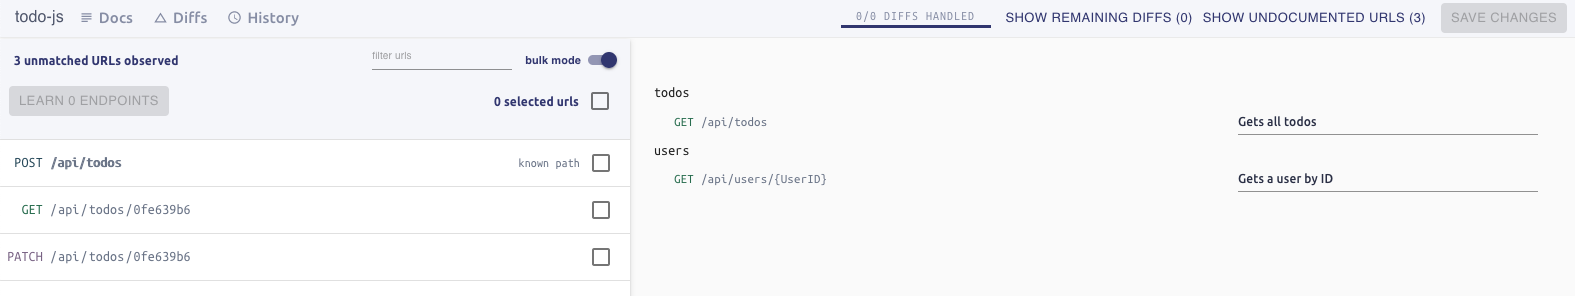 todo-js Docs Diffs History 0/0 DIFFS HANDLED SHOW REMAINING DIFFS (0) SHOW UNDOCUMENTED URLS (3) SAVE CHANGES
3 unmatched URLs observed filter urls bulk mode
LEARN 0 ENDPOINTS 0 selected urls
POST /api/todos known path
GET /api/todos/0fe639b6
PATCH /api/todos/0fe639b6
todos
GET /api/todos Gets all todos
users
GET /api/users/{UserID} Gets a user by ID